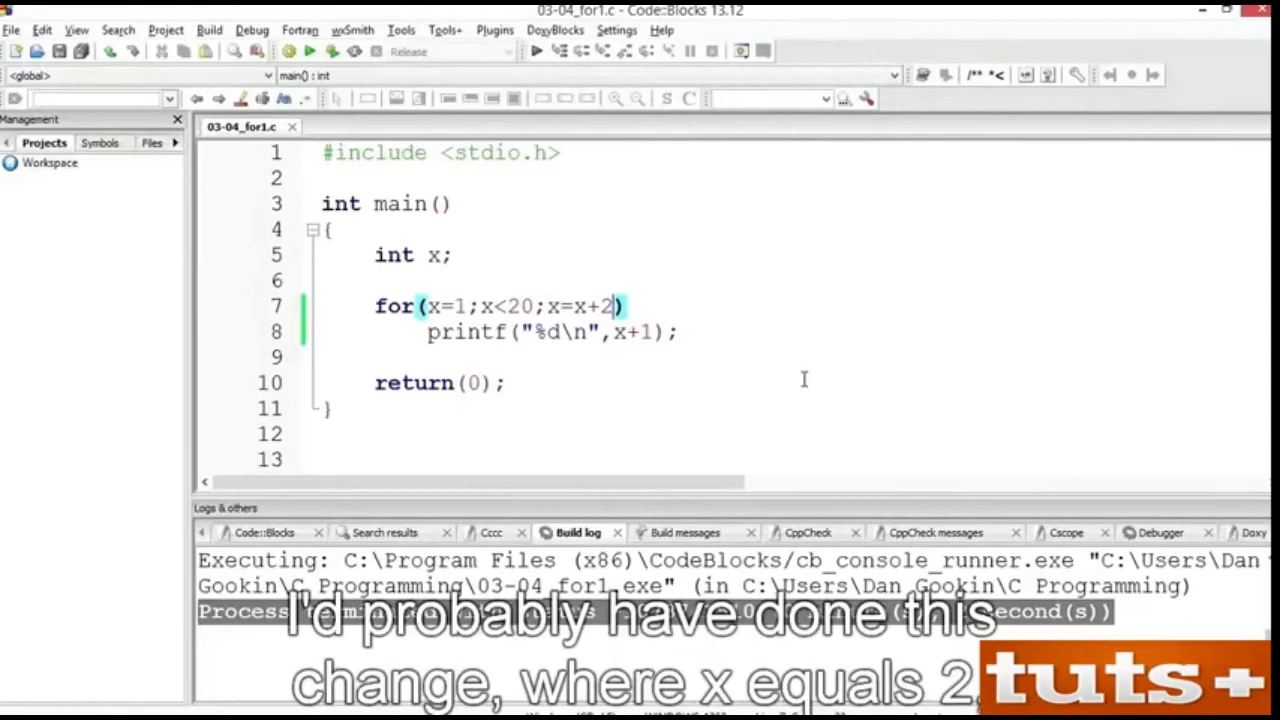 03-04_for1.c - Code::Blocks 13.12
File Edit View Search Project Build Debug Fortran wxSmith Tools Tools+ Plugins DoxyBlocks Settings Help
Release
<global> main() : int /** *<
S C
Management
Projects Symbols Files
Workspace
03-04_for1.c
1 #include <stdio.h>
2
3 int main()
4 {
5 int x;
6
7 for(x=1;x<20;x=x+2)
8 printf("%d\n",x+1);
9
10 return(0);
11 }
12
13
Logs & others
Code::Blocks Search results Cccc Build log Build messages CppCheck CppCheck messages Cscope Debugger Doxy
Executing: C:\Program Files (x86)\CodeBlocks/cb_console_runner.exe "C:\Users\Dan
Gookin\C Programming\03-04_for1.exe" (in C:\Users\Dan Gookin\C Programming)
Process
I'd probably have done this
change, where x equals 2,
tuts+